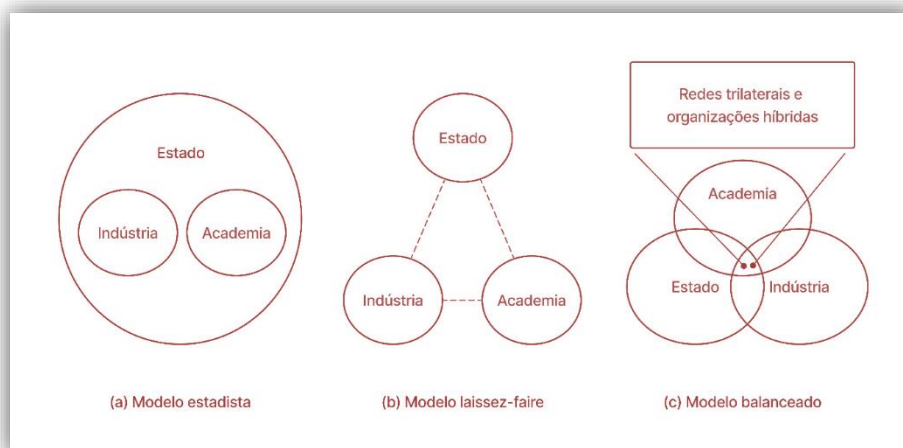 Estado
Indústria
Academia
(a) Modelo estadista
Estado
Indústria
Academia
(b) Modelo laissez-faire
Redes trilaterais e
organizações híbridas
Academia
Estado
Indústria
(c) Modelo balanceado